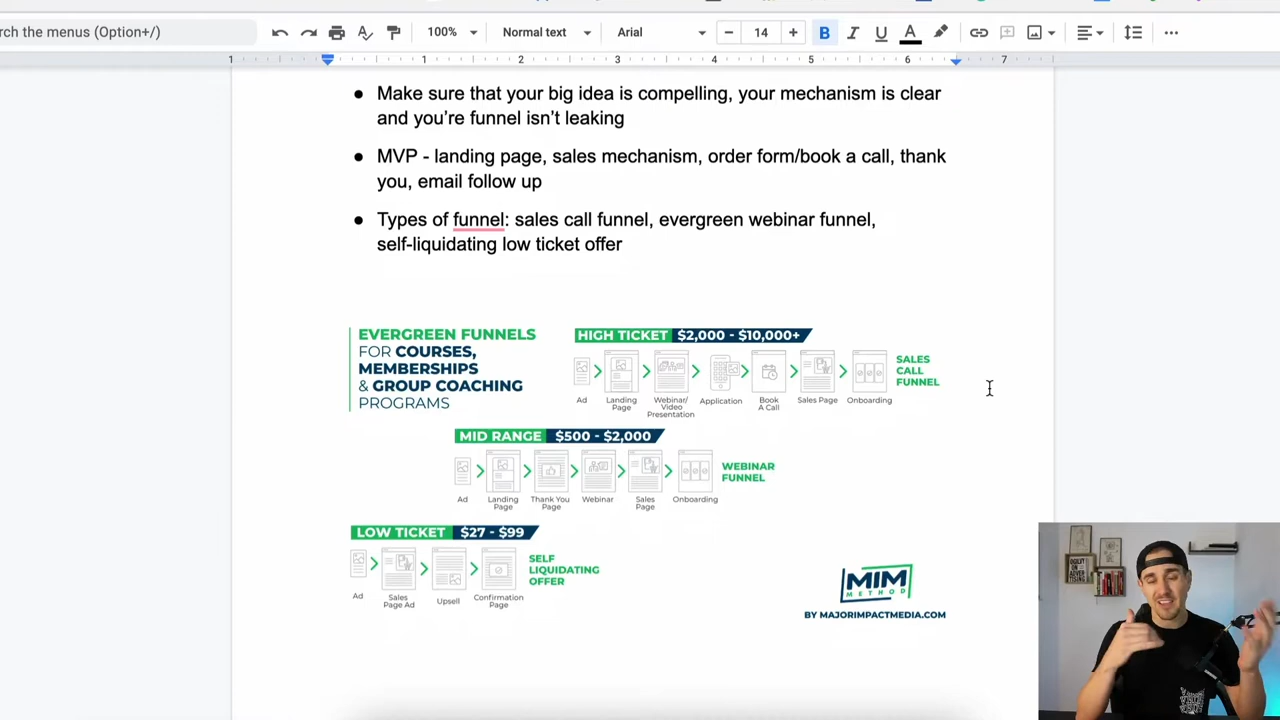 rch the menus (Option+/)
100%
Normal text
Arial
14
B
I
U
A
1
1
2
3
4
5
6
7
● Make sure that your big idea is compelling, your mechanism is clear
and you're funnel isn't leaking
● MVP - landing page, sales mechanism, order form/book a call, thank
you, email follow up
● Types of funnel: sales call funnel, evergreen webinar funnel,
self-liquidating low ticket offer
EVERGREEN FUNNELS
FOR COURSES,
MEMBERSHIPS
& GROUP COACHING
PROGRAMS
HIGH TICKET $2,000 - $10,000+
Ad
Landing
Page
Webinar/
Video
Presentation
Application
Book
A Call
Sales Page
Onboarding
SALES
CALL
FUNNEL
MID RANGE $500 - $2,000
Ad
Landing
Page
Thank You
Page
Webinar
Sales
Page
Onboarding
WEBINAR
FUNNEL
LOW TICKET $27 - $99
Ad
Sales
Page Ad
Upsell
Confirmation
Page
SELF
LIQUIDATING
OFFER
MIM
METHOD
BY MAJORIMPACTMEDIA.COM